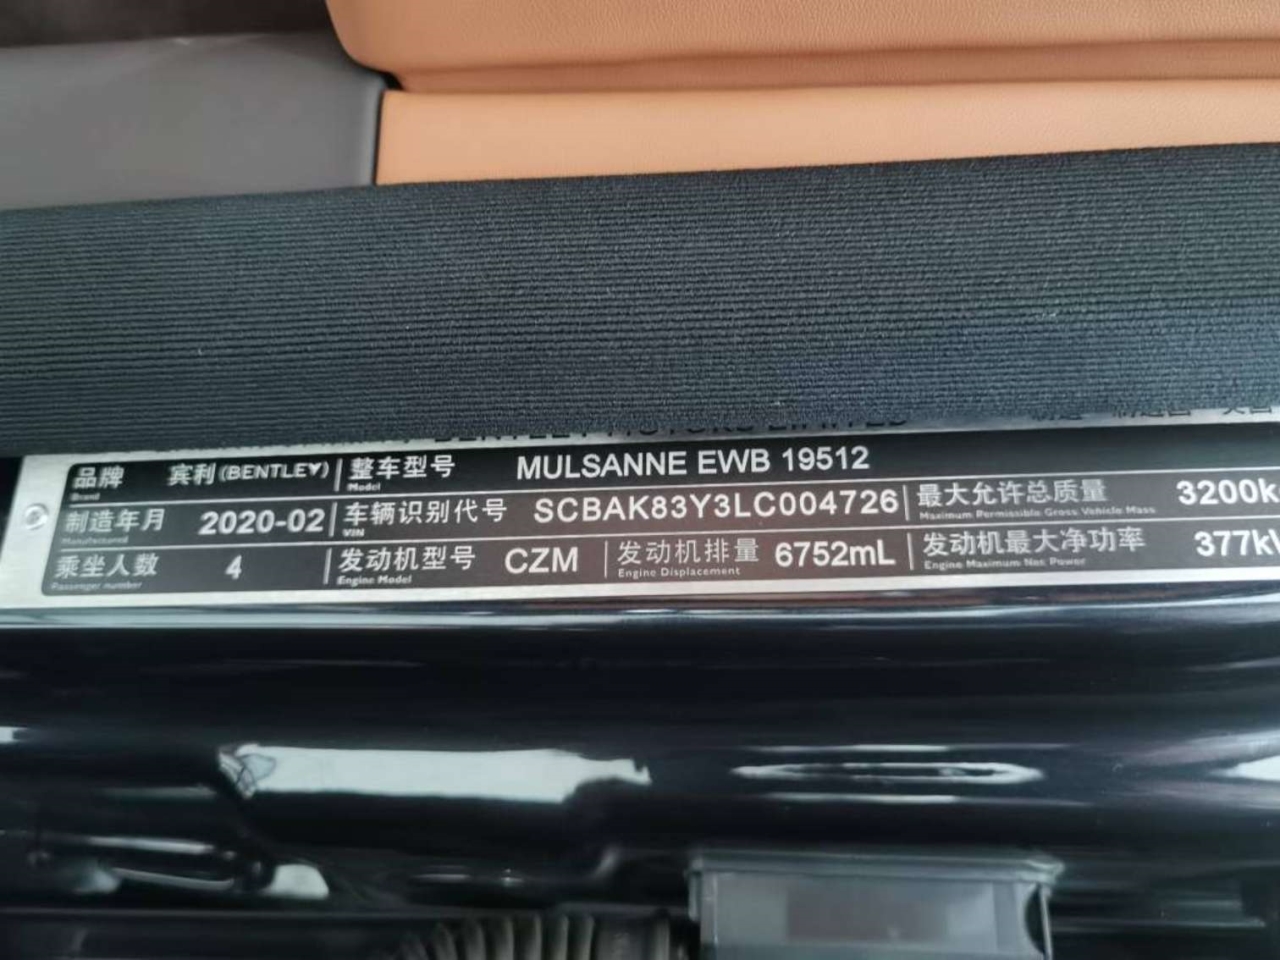 BENTLEY MOTORS LIMITED
品牌 宾利(BENTLEY) 整车型号 MULSANNE EWB 19512
Brand Model
制造年月 2020-02 车辆识别代号 SCBAK83Y3LC004726 最大允许总质量 3200k
Manufactured VIN Maximum Permissible Gross Vehicle Mass
乘坐人数 4 发动机型号 CZM 发动机排量 6752mL 发动机最大净功率 377k
Passenger number Engine Model Engine Displacement Engine Maximum Net Power